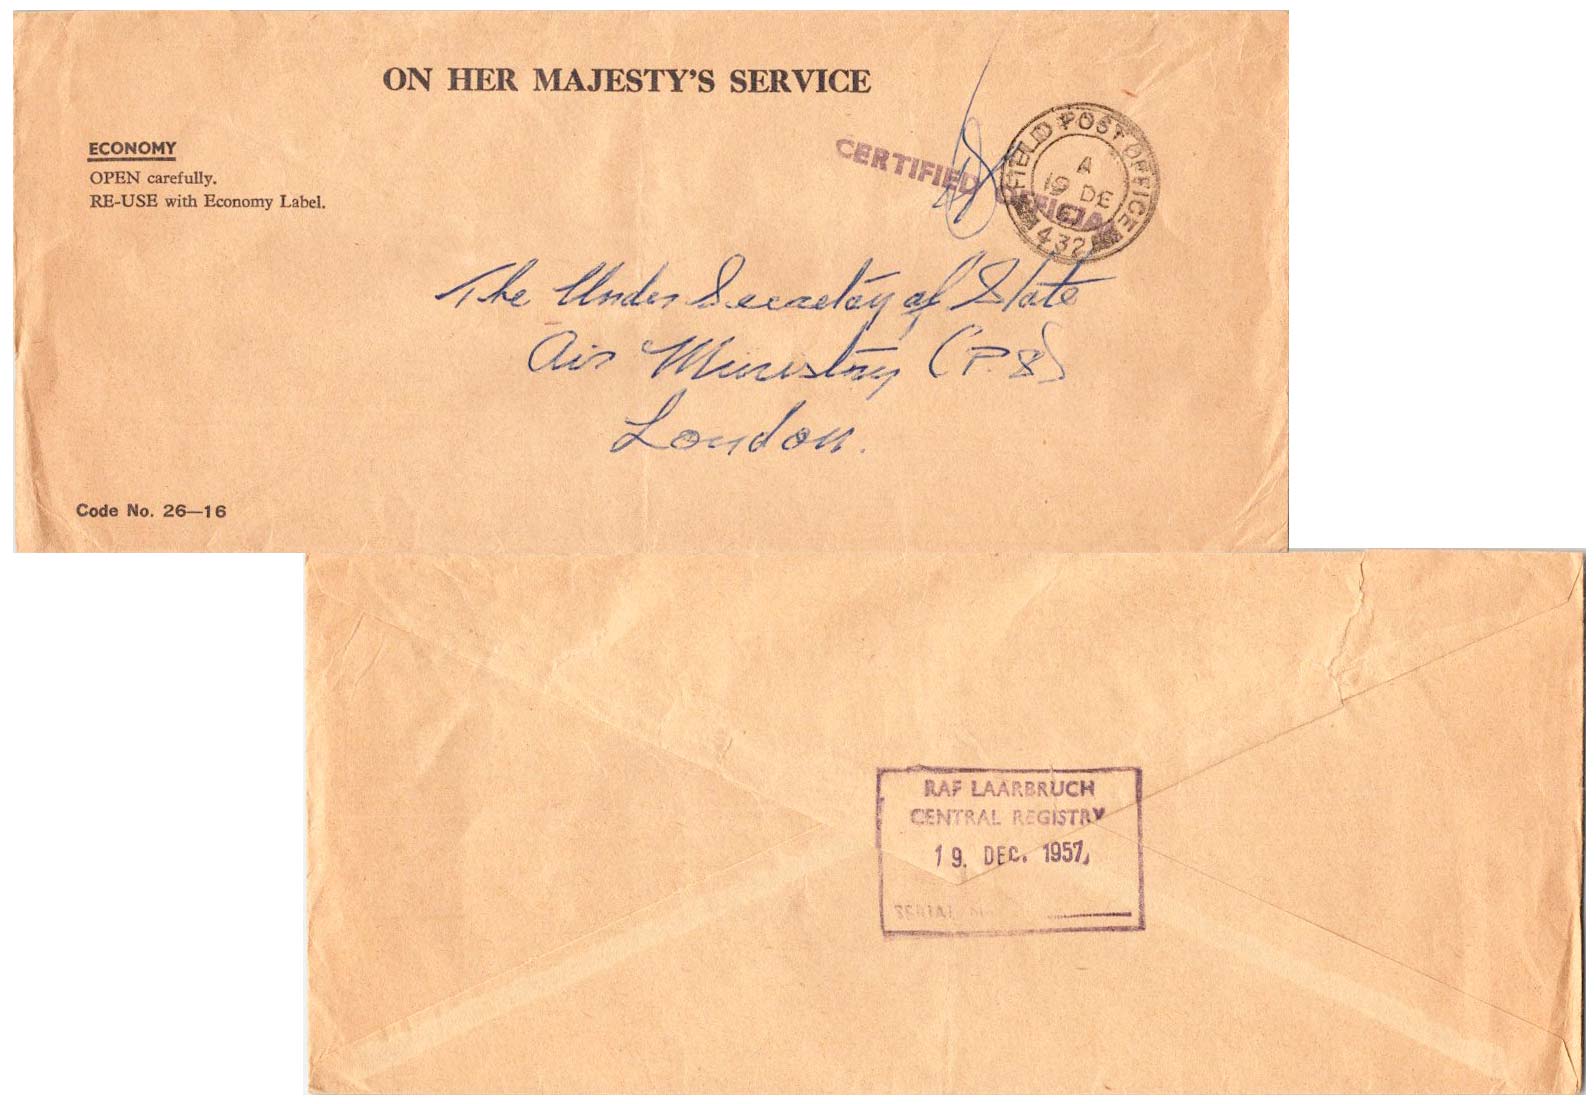 ON HER MAJESTY'S SERVICE
ECONOMY
OPEN carefully.
RE-USE with Economy Label.
CERTIFIED OFFICIAL
FIELD POST OFFICE
A
19 DE
432
The Under Secretary of State
Air Ministry (P.8)
London.
Code No. 26—16
RAF LAARBRUCH
CENTRAL REGISTRY
19. DEC. 1957
SERIAL